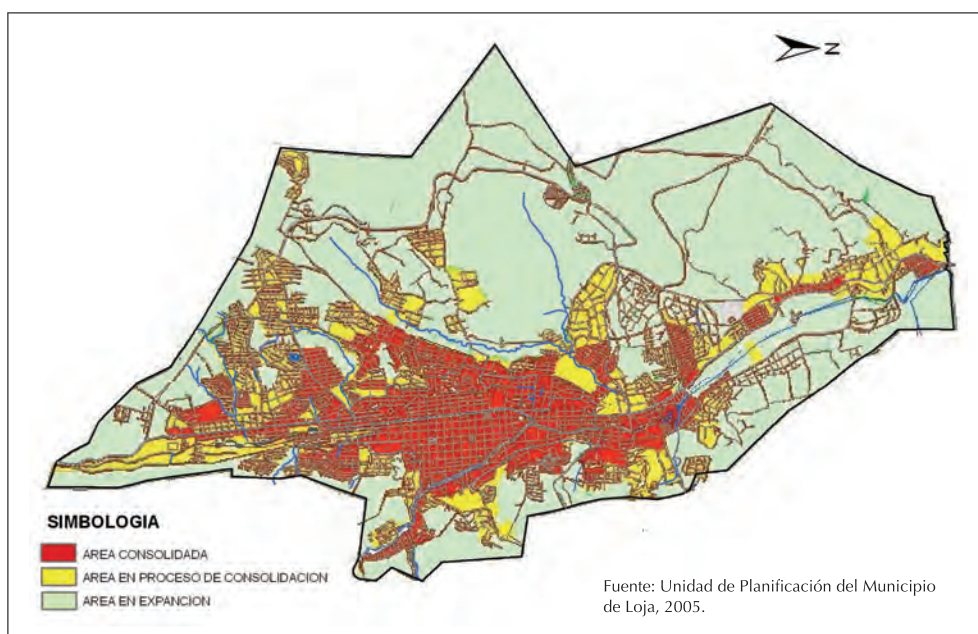 N
SIMBOLOGIA
AREA CONSOLIDADA
AREA EN PROCESO DE CONSOLIDACION
AREA EN EXPANCION
Fuente: Unidad de Planificación del Municipio
de Loja, 2005.